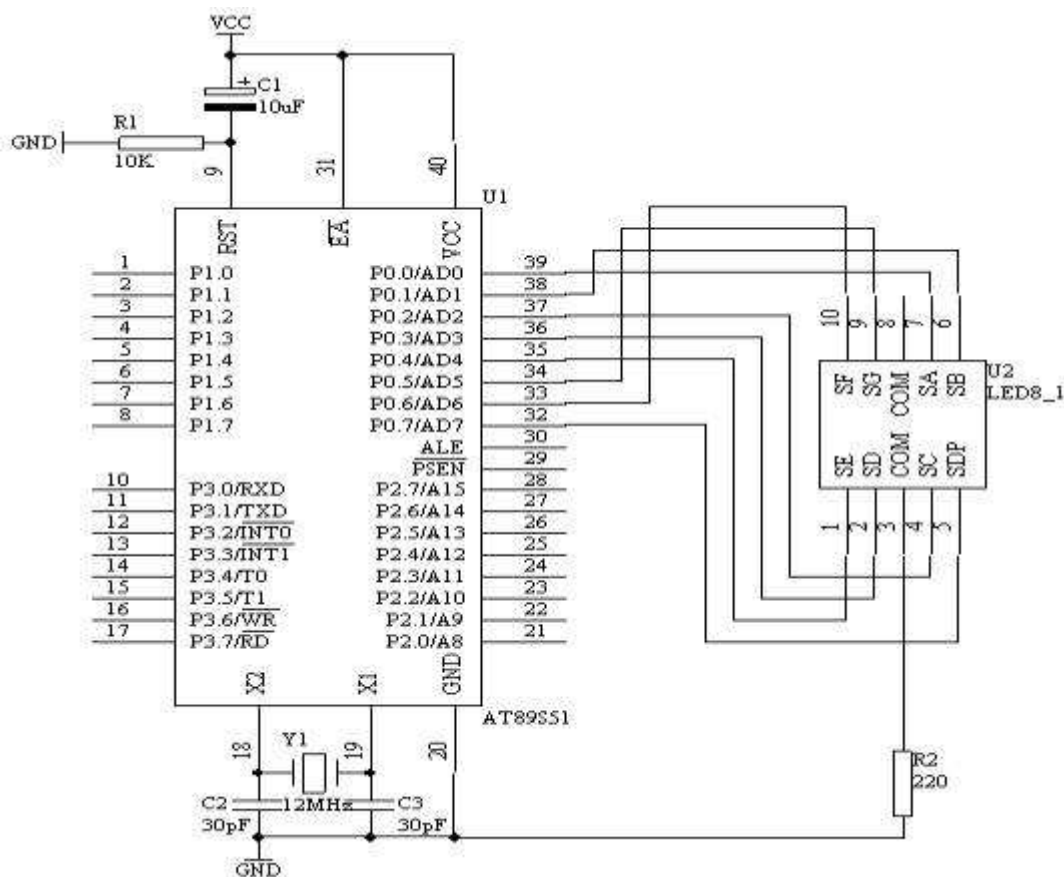 VCC
C1
10uF
R1
GND
10K
9
31
40
U1
RST
EA
VCC
1 P1.0 P0.0/AD0 39
2 P1.1 P0.1/AD1 38
3 P1.2 P0.2/AD2 37
4 P1.3 P0.3/AD3 36
5 P1.4 P0.4/AD4 35
6 P1.5 P0.5/AD5 34
7 P1.6 P0.6/AD6 33
8 P1.7 P0.7/AD7 32
ALE 30
PSEN 29
10 P3.0/RXD P2.7/A15 28
11 P3.1/TXD P2.6/A14 27
12 P3.2/INT0 P2.5/A13 26
13 P3.3/INT1 P2.4/A12 25
14 P3.4/T0 P2.3/A11 24
15 P3.5/T1 P2.2/A10 23
16 P3.6/WR P2.1/A9 22
17 P3.7/RD P2.0/A8 21
X2
X1
GND
AT89S51
18
Y1
19
20
C2
12MHz
C3
30pF
30pF
GND
10 9 8 7 6
U2
LED8_1
SF SG COM SA SB
SE SD COM SC SDP
1 2 3 4 5
R2
220